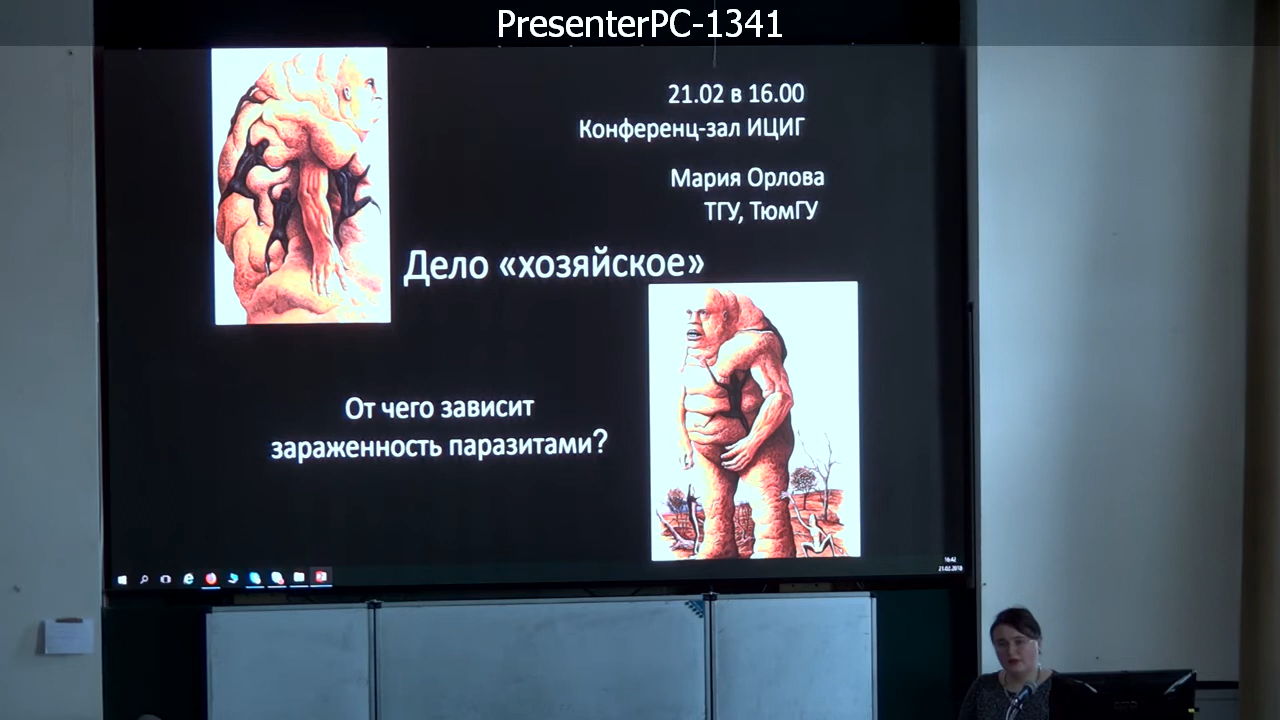 PresenterPC-1341
21.02 в 16.00
Конференц-зал ИЦИГ
Мария Орлова
ТГУ, ТюмГУ
Дело «хозяйское»
От чего зависит
зараженность паразитами?